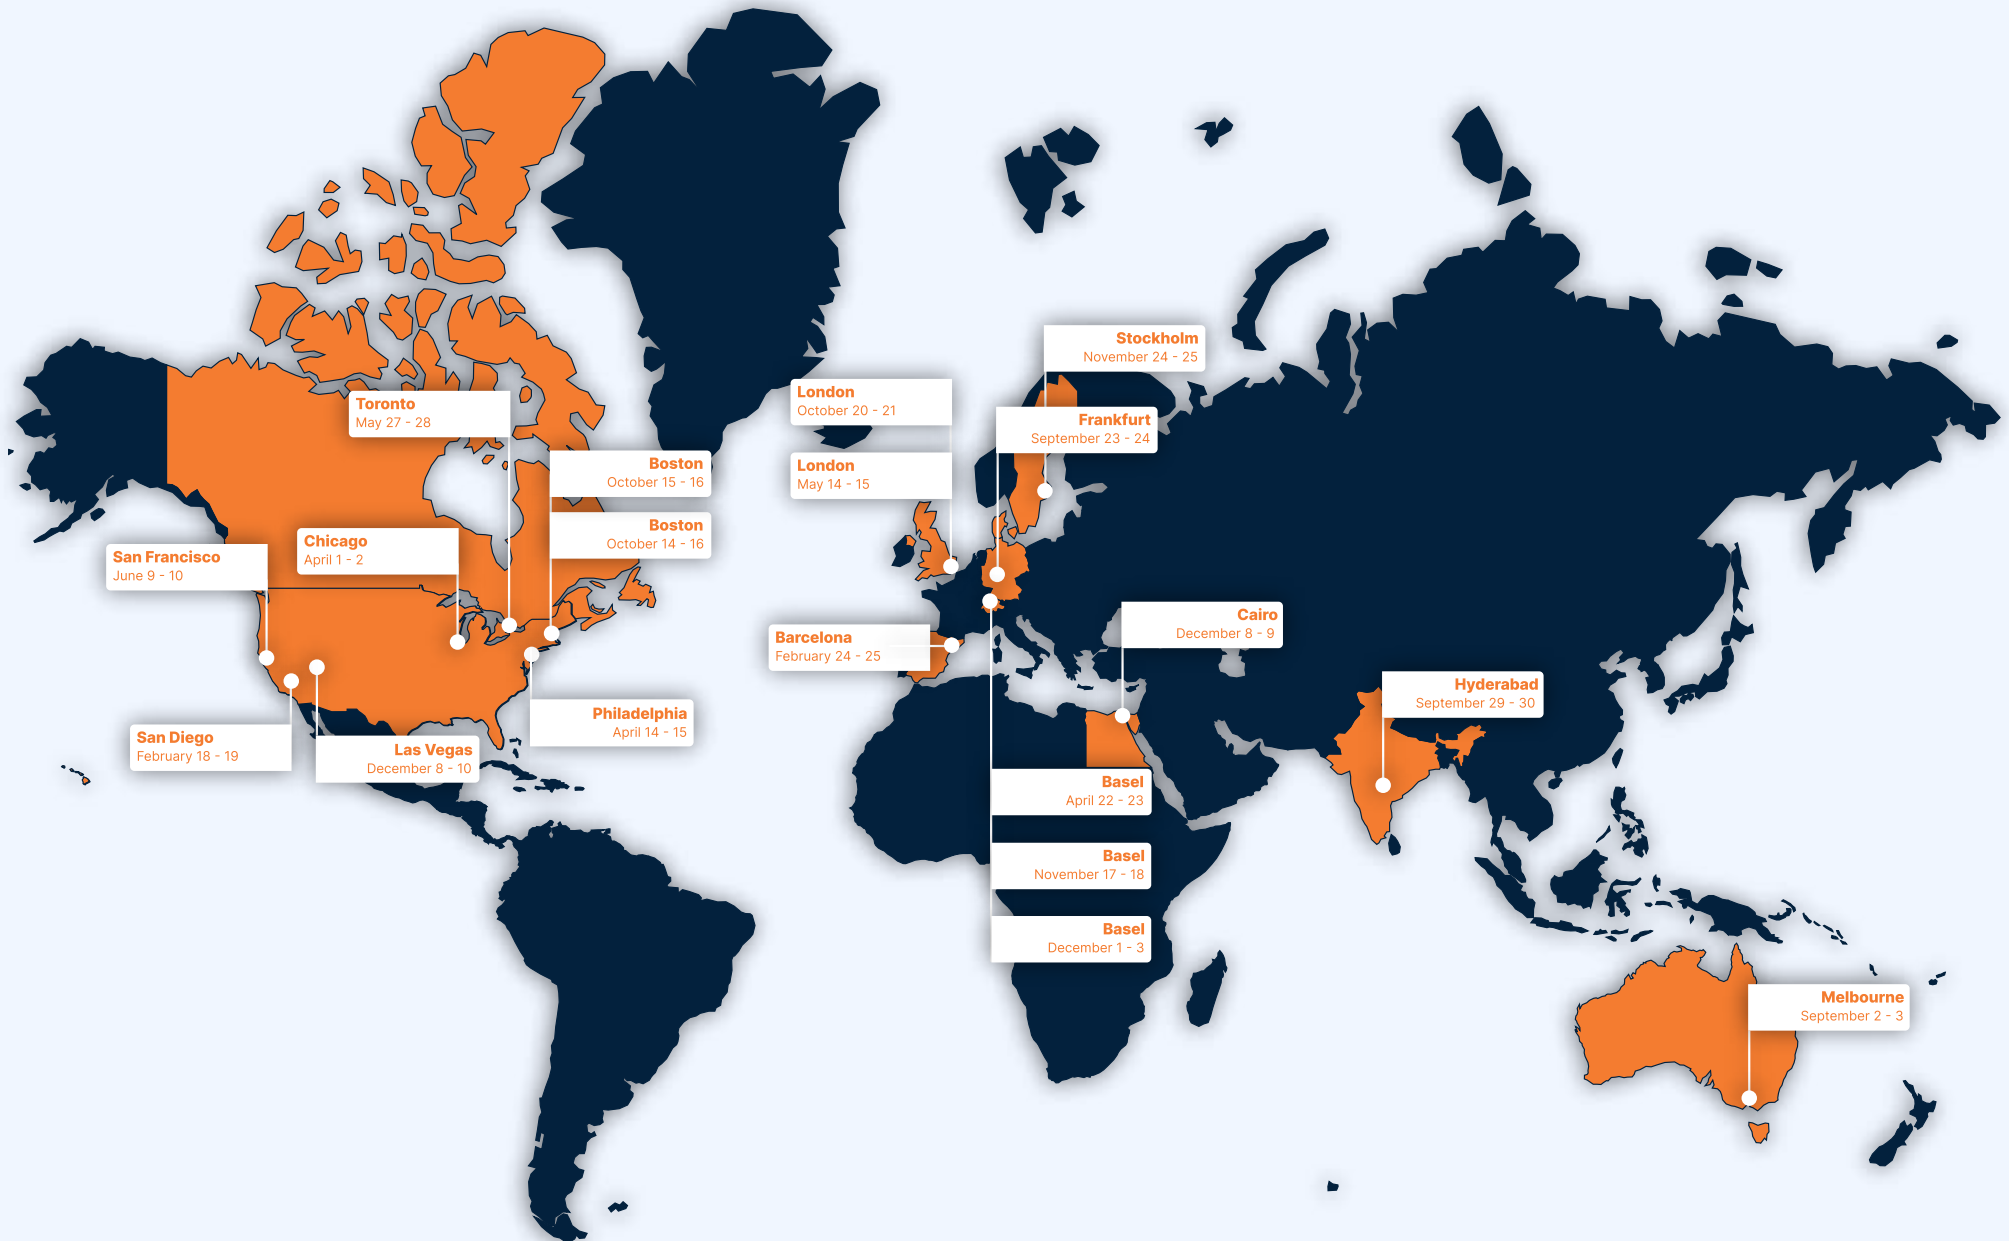 Stockholm
November 24 - 25
London
October 20 - 21
Toronto
May 27 - 28
Frankfurt
September 23 - 24
Boston
October 15 - 16
London
May 14 - 15
Boston
October 14 - 16
Chicago
April 1 - 2
San Francisco
June 9 - 10
Cairo
December 8 - 9
Barcelona
February 24 - 25
Hyderabad
September 29 - 30
Philadelphia
April 14 - 15
San Diego
February 18 - 19
Las Vegas
December 8 - 10
Basel
April 22 - 23
Basel
November 17 - 18
Basel
December 1 - 3
Melbourne
September 2 - 3